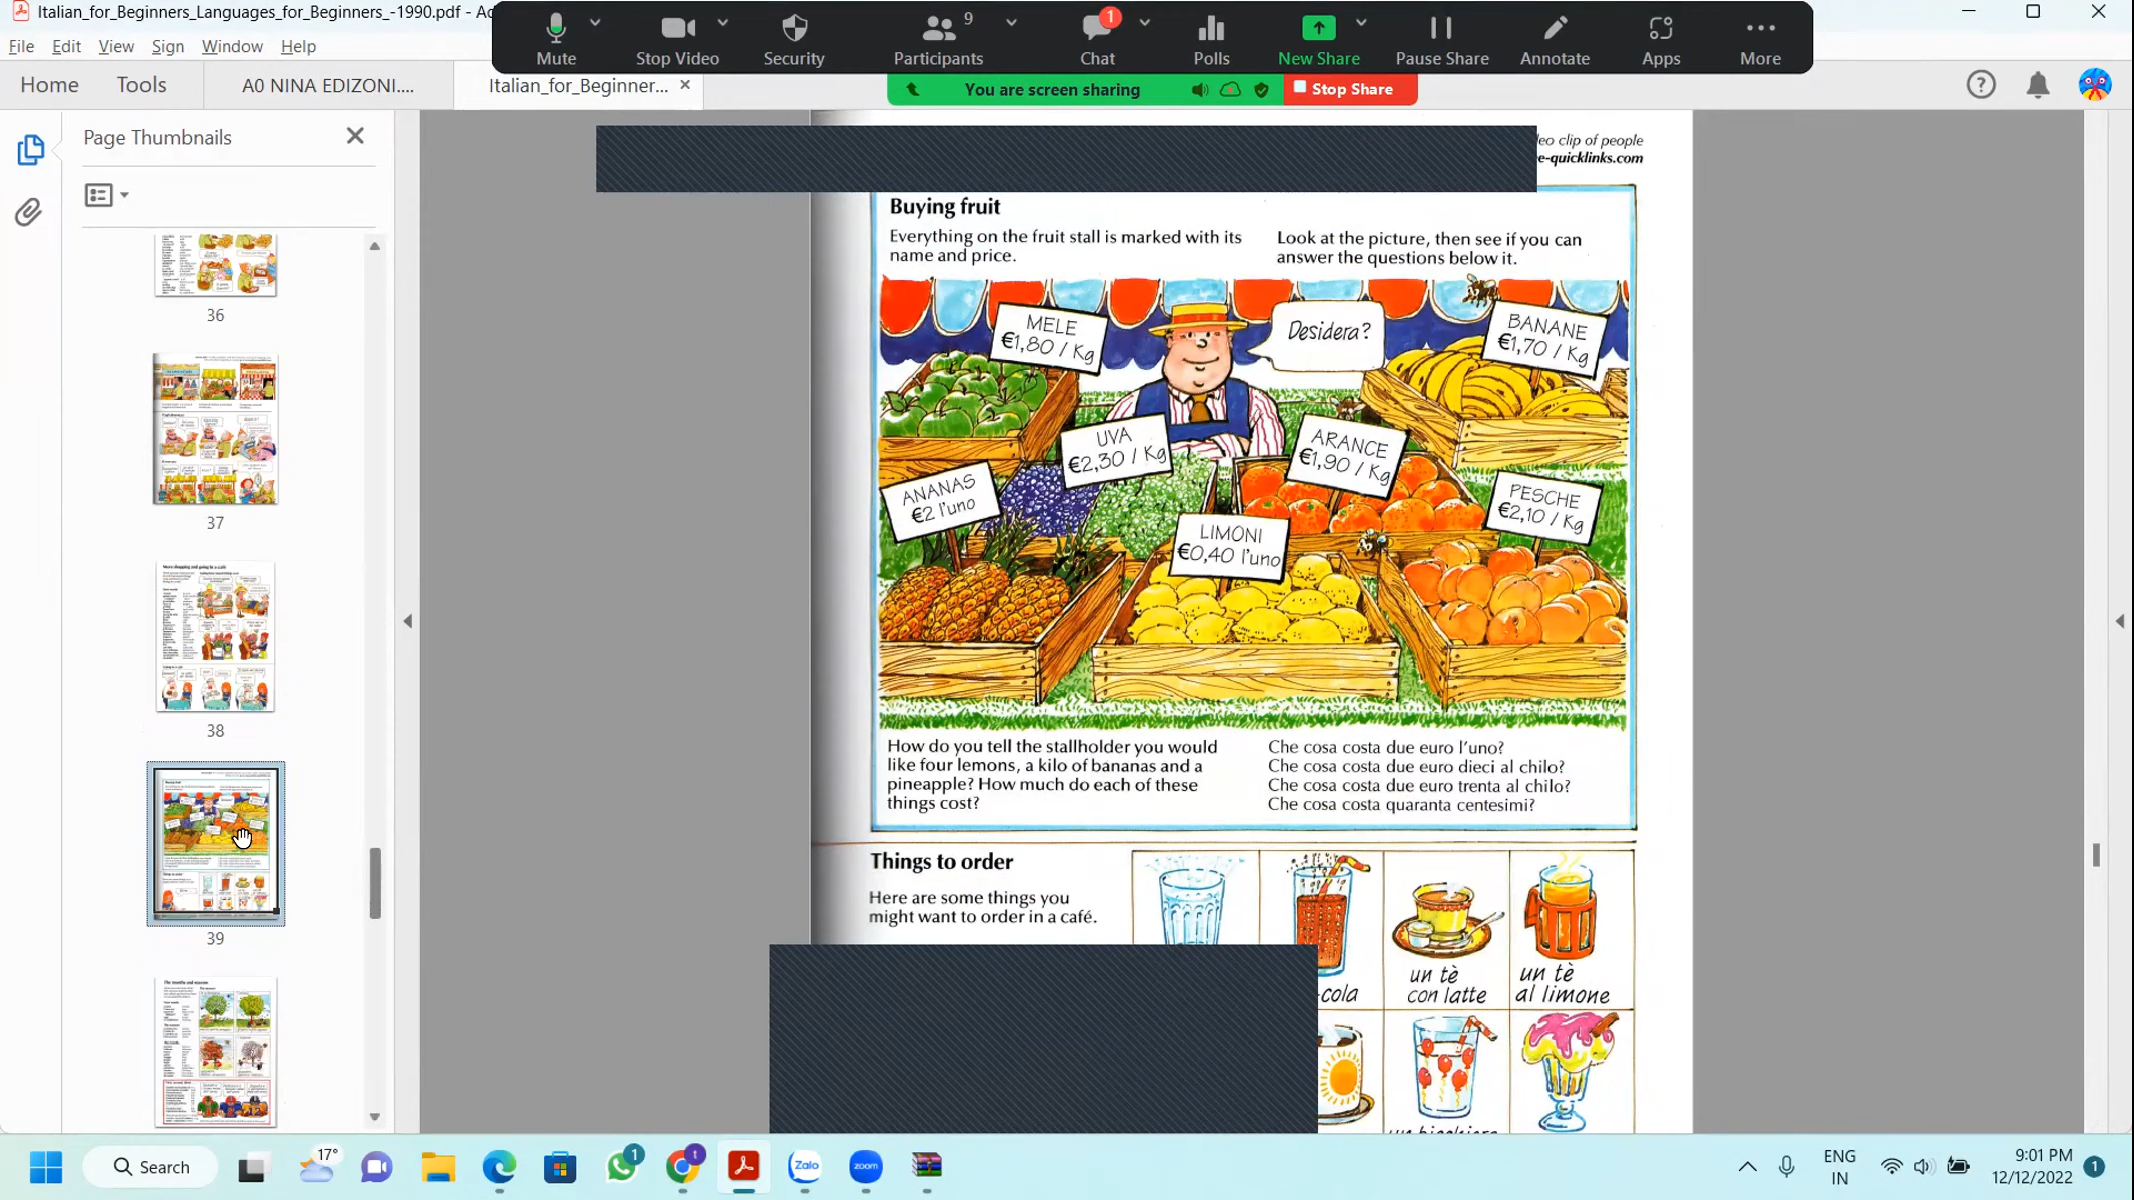 Italian_for_Beginners_Languages_for_Beginners_-1990.pdf
File Edit View Sign Window Help
Mute
Stop Video
Security
9
Participants
1
Chat
Polls
New Share
Pause Share
Annotate
Apps
More
You are screen sharing
Stop Share
Home
Tools
A0 NINA EDIZONI....
Italian_for_Beginner...
Page Thumbnails
36
37
38
39
clip of people
e-quicklinks.com
Buying fruit
Everything on the fruit stall is marked with its
name and price.
Look at the picture, then see if you can
answer the questions below it.
MELE
€1,80 / Kg
Desidera?
BANANE
€1,70 / Kg
UVA
€2,30 / Kg
ARANCE
€1,90 / Kg
ANANAS
€2 l'uno
PESCHE
€2,10 / Kg
LIMONI
€0,40 l'uno
How do you tell the stallholder you would
like four lemons, a kilo of bananas and a
pineapple? How much do each of these
things cost?
Che cosa costa due euro l'uno?
Che cosa costa due euro dieci al chilo?
Che cosa costa due euro trenta al chilo?
Che cosa costa quaranta centesimi?
Things to order
Here are some things you
might want to order in a café.
-cola
un tè
con latte
un tè
al limone
17°
Search
1
Zalo
zoom
ENG
IN
9:01 PM
12/12/2022
1